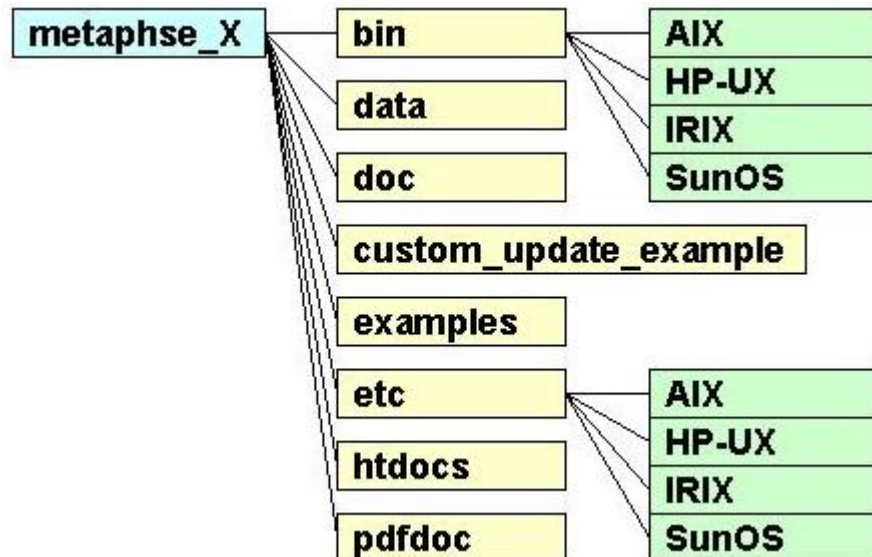 metaphse_X
bin
AIX
HP-UX
IRIX
SunOS
data
doc
custom_update_example
examples
etc
AIX
HP-UX
IRIX
SunOS
htdocs
pdfdoc